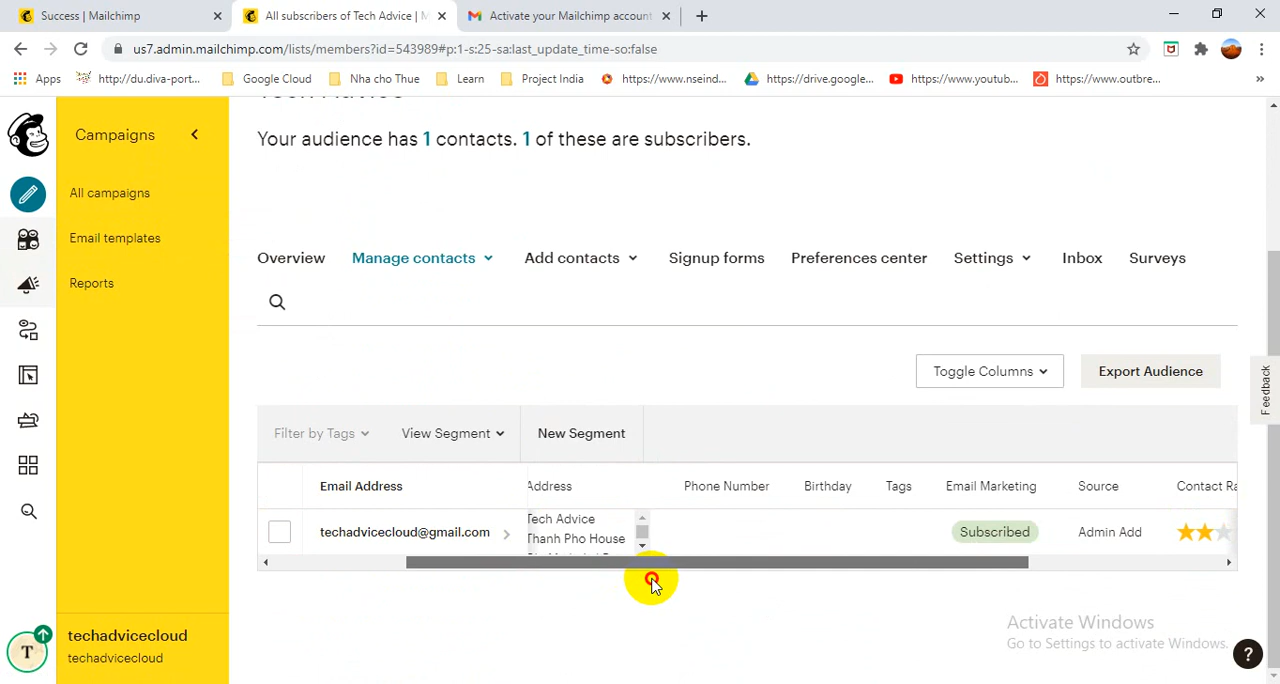 Success | Mailchimp
All subscribers of Tech Advice | M
Activate your Mailchimp account
us7.admin.mailchimp.com/lists/members?id=543989#p:1-s:25-sa:last_update_time-so:false
Apps
http://du.diva-port...
Google Cloud
Nha cho Thue
Learn
Project India
https://www.nseind...
https://drive.google...
https://www.youtub...
https://www.outbre...
»
Campaigns
All campaigns
Email templates
Reports
techadvicecloud
techadvicecloud
T
Tech Advice
Your audience has 1 contacts. 1 of these are subscribers.
Overview Manage contacts Add contacts Signup forms Preferences center Settings Inbox Surveys
Toggle Columns Export Audience
Feedback
Filter by Tags View Segment New Segment
Email Address Address Phone Number Birthday Tags Email Marketing Source Contact Ra
techadvicecloud@gmail.com Tech Advice Subscribed Admin Add
Thanh Pho House
Activate Windows
Go to Settings to activate Windows.
?